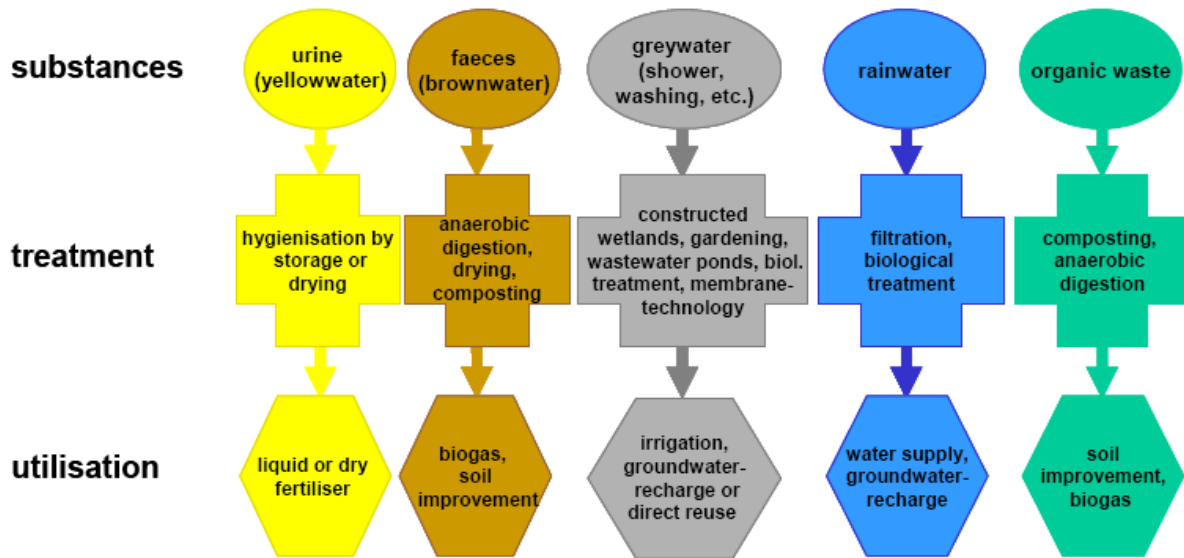 substances
urine
(yellowwater)
faeces
(brownwater)
greywater
(shower,
washing, etc.)
rainwater
organic waste
treatment
hygienisation by
storage or
drying
anaerobic
digestion,
drying,
composting
constructed
wetlands, gardening,
wastewater ponds, biol.
treatment, membrane-
technology
filtration,
biological
treatment
composting,
anaerobic
digestion
utilisation
liquid or dry
fertiliser
biogas,
soil
improvement
irrigation,
groundwater-
recharge or
direct reuse
water supply,
groundwater-
recharge
soil
improvement,
biogas